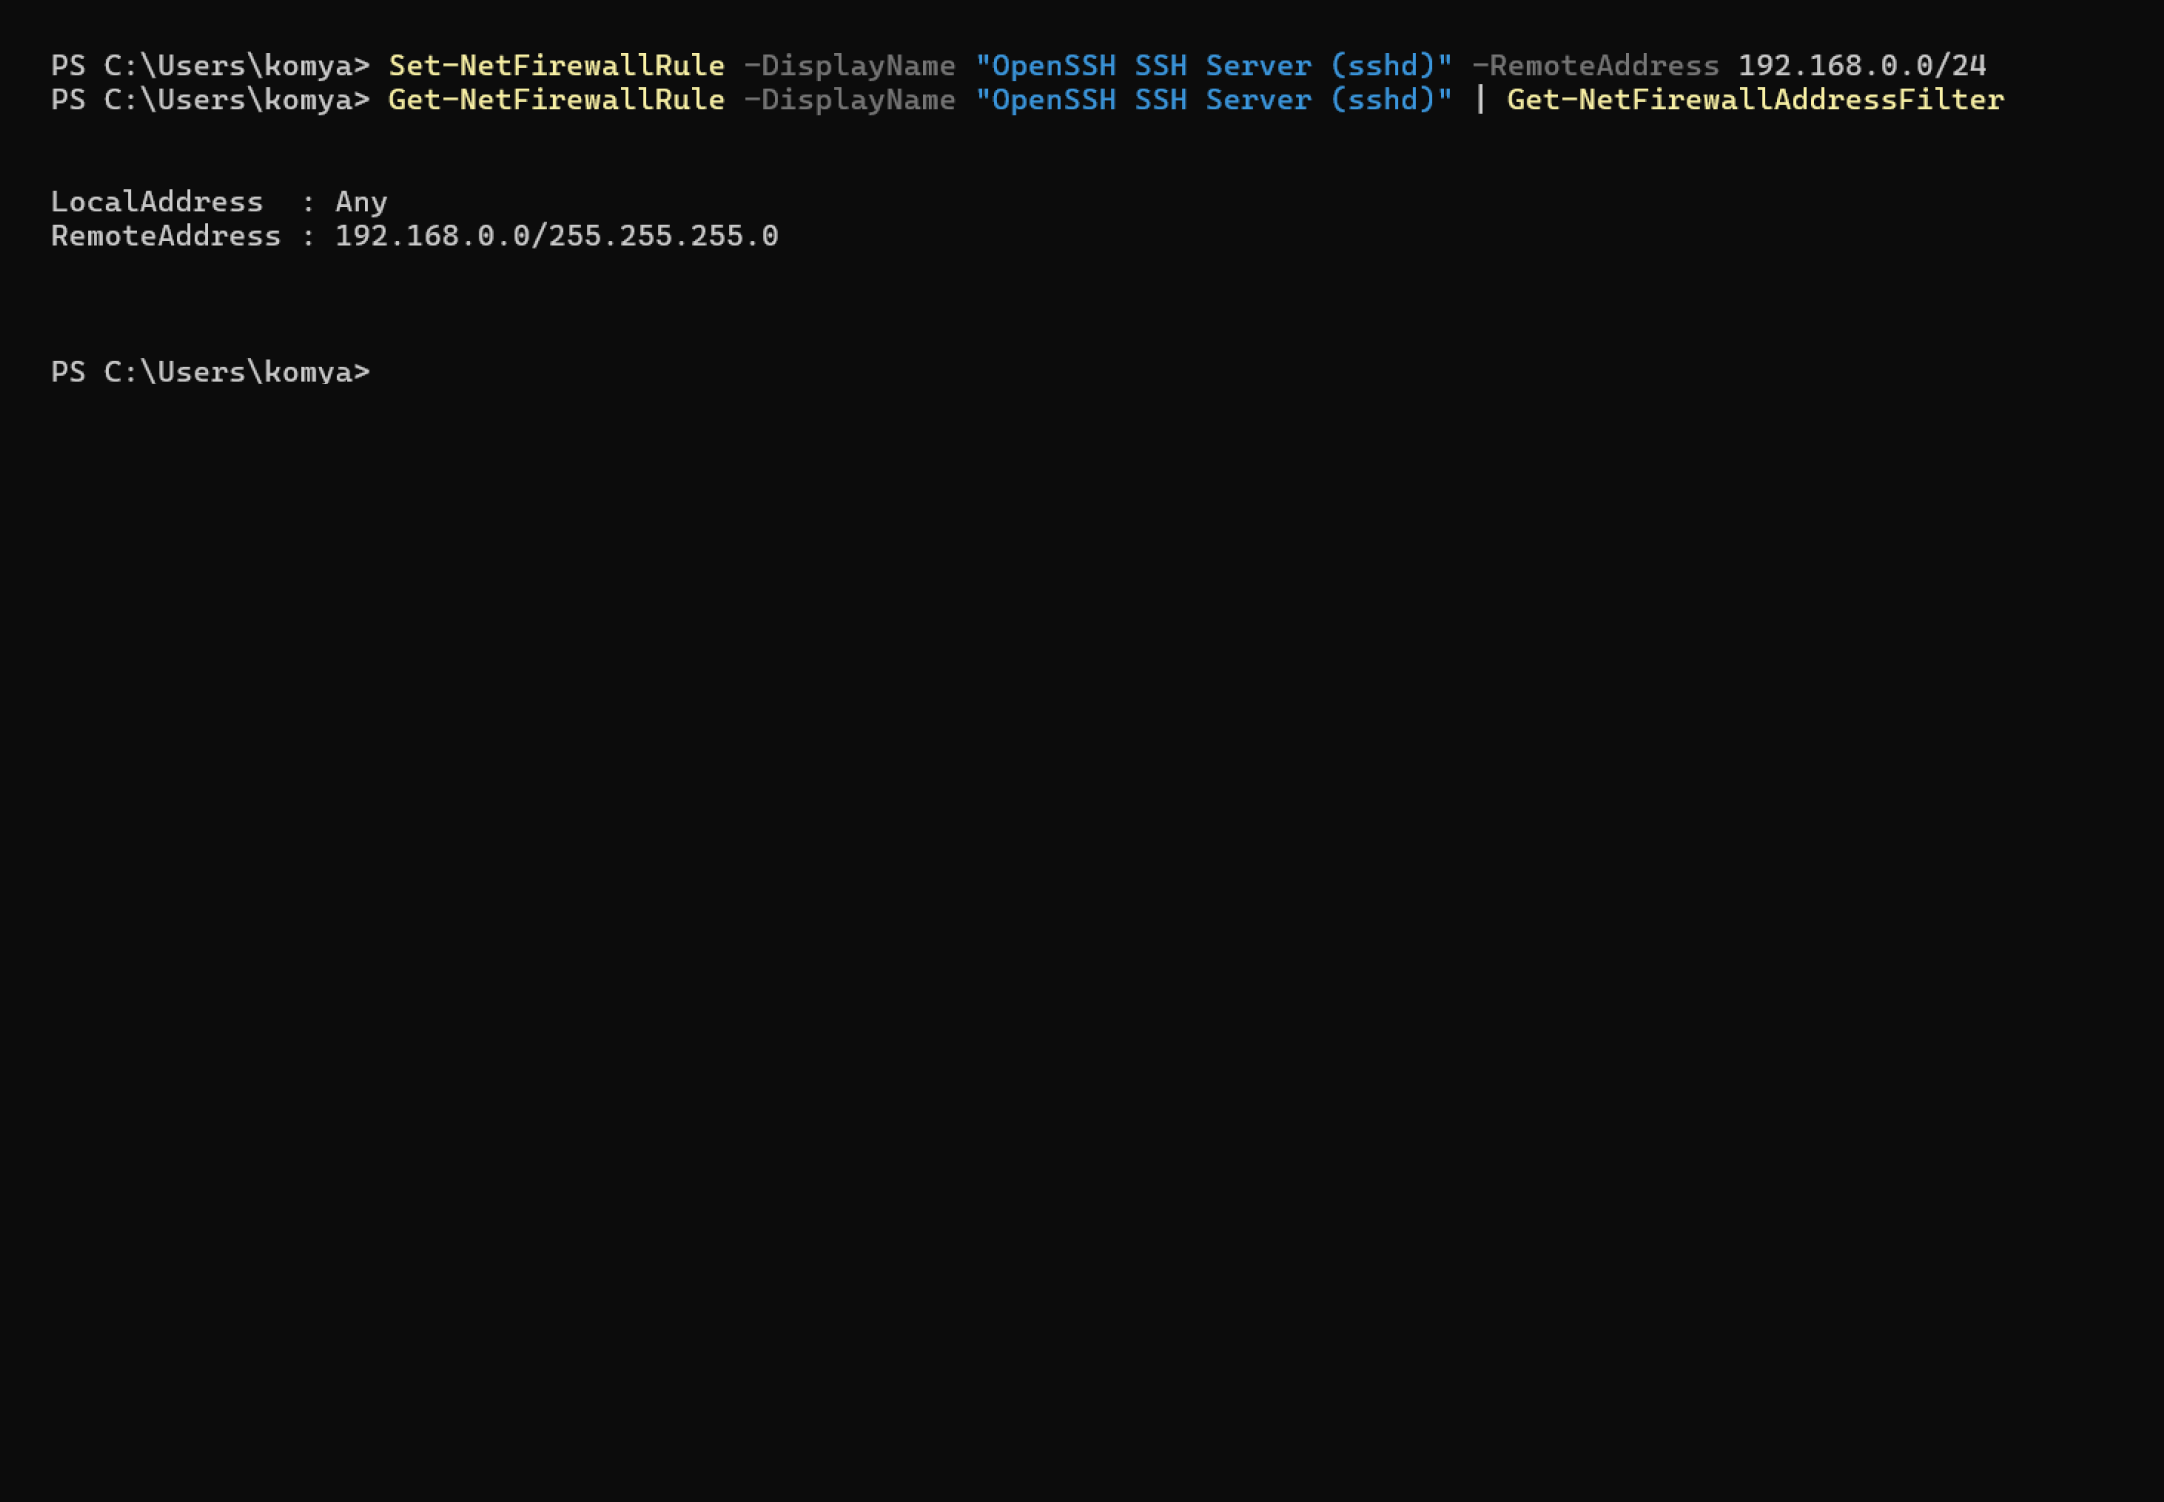 PS C:\Users\komya> Set-NetFirewallRule -DisplayName "OpenSSH SSH Server (sshd)" -RemoteAddress 192.168.0.0/24
PS C:\Users\komya> Get-NetFirewallRule -DisplayName "OpenSSH SSH Server (sshd)" | Get-NetFirewallAddressFilter
LocalAddress  : Any
RemoteAddress : 192.168.0.0/255.255.255.0
PS C:\Users\komya>